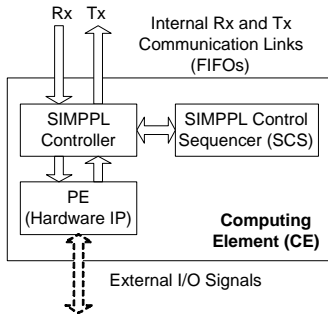 Rx Tx
Internal Rx and Tx
Communication Links
(FIFOs)
SIMPPL
Controller
SIMPPL Control
Sequencer (SCS)
PE
(Hardware IP)
Computing
Element (CE)
External I/O Signals